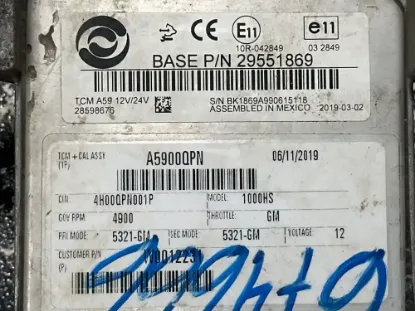 E11
e11
10R-042849
03 2849
BASE P/N 29551869
TCM A59 12V/24V
28598676
S/N BK1869A990615118
ASSEMBLED IN MEXICO 2019-03-02
TCM + CAL ASSY
(1P)
A5900QPN
06/11/2019
CIN 4H00QPN001P MODEL 1000HS
GOV RPM 4900 THROTTLE GM
PRI MODE 5321-GM SEC MODE 5321-GM VOLTAGE 12
CUSTOMER P/N
(P)